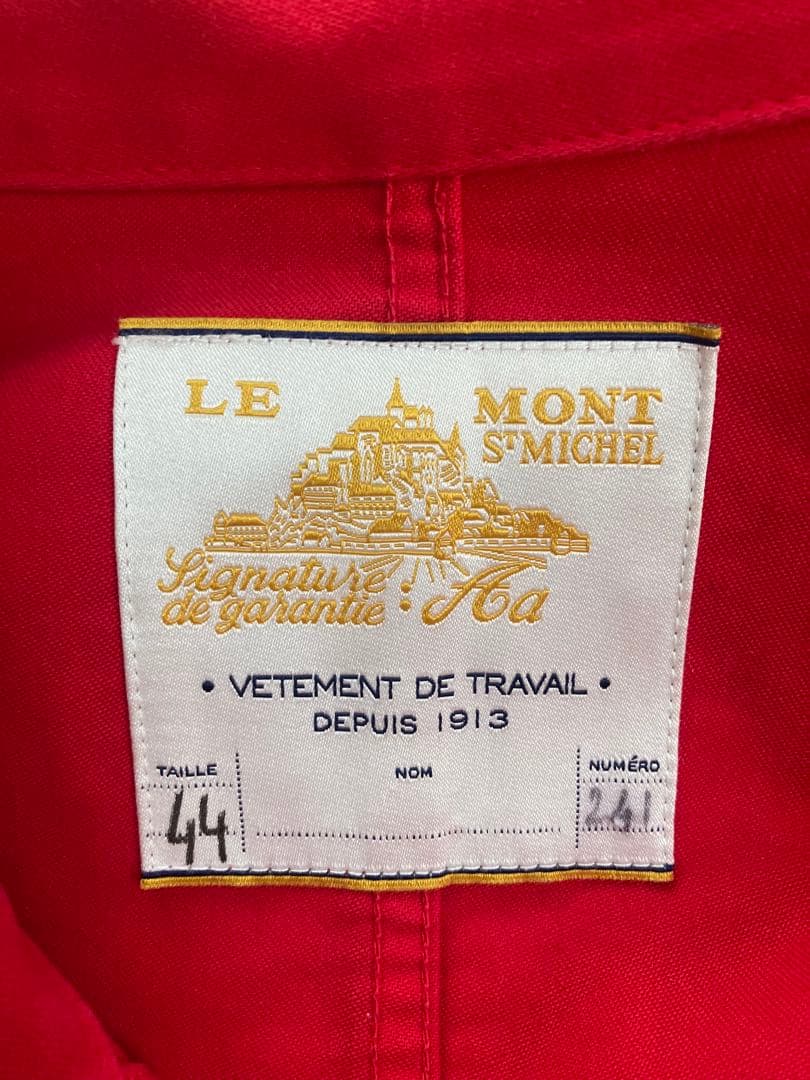 LE MONT
ST MICHEL
Signature
de garantie : Aa
• VETEMENT DE TRAVAIL •
DEPUIS 1913
TAILLE NOM NUMÉRO
44 241